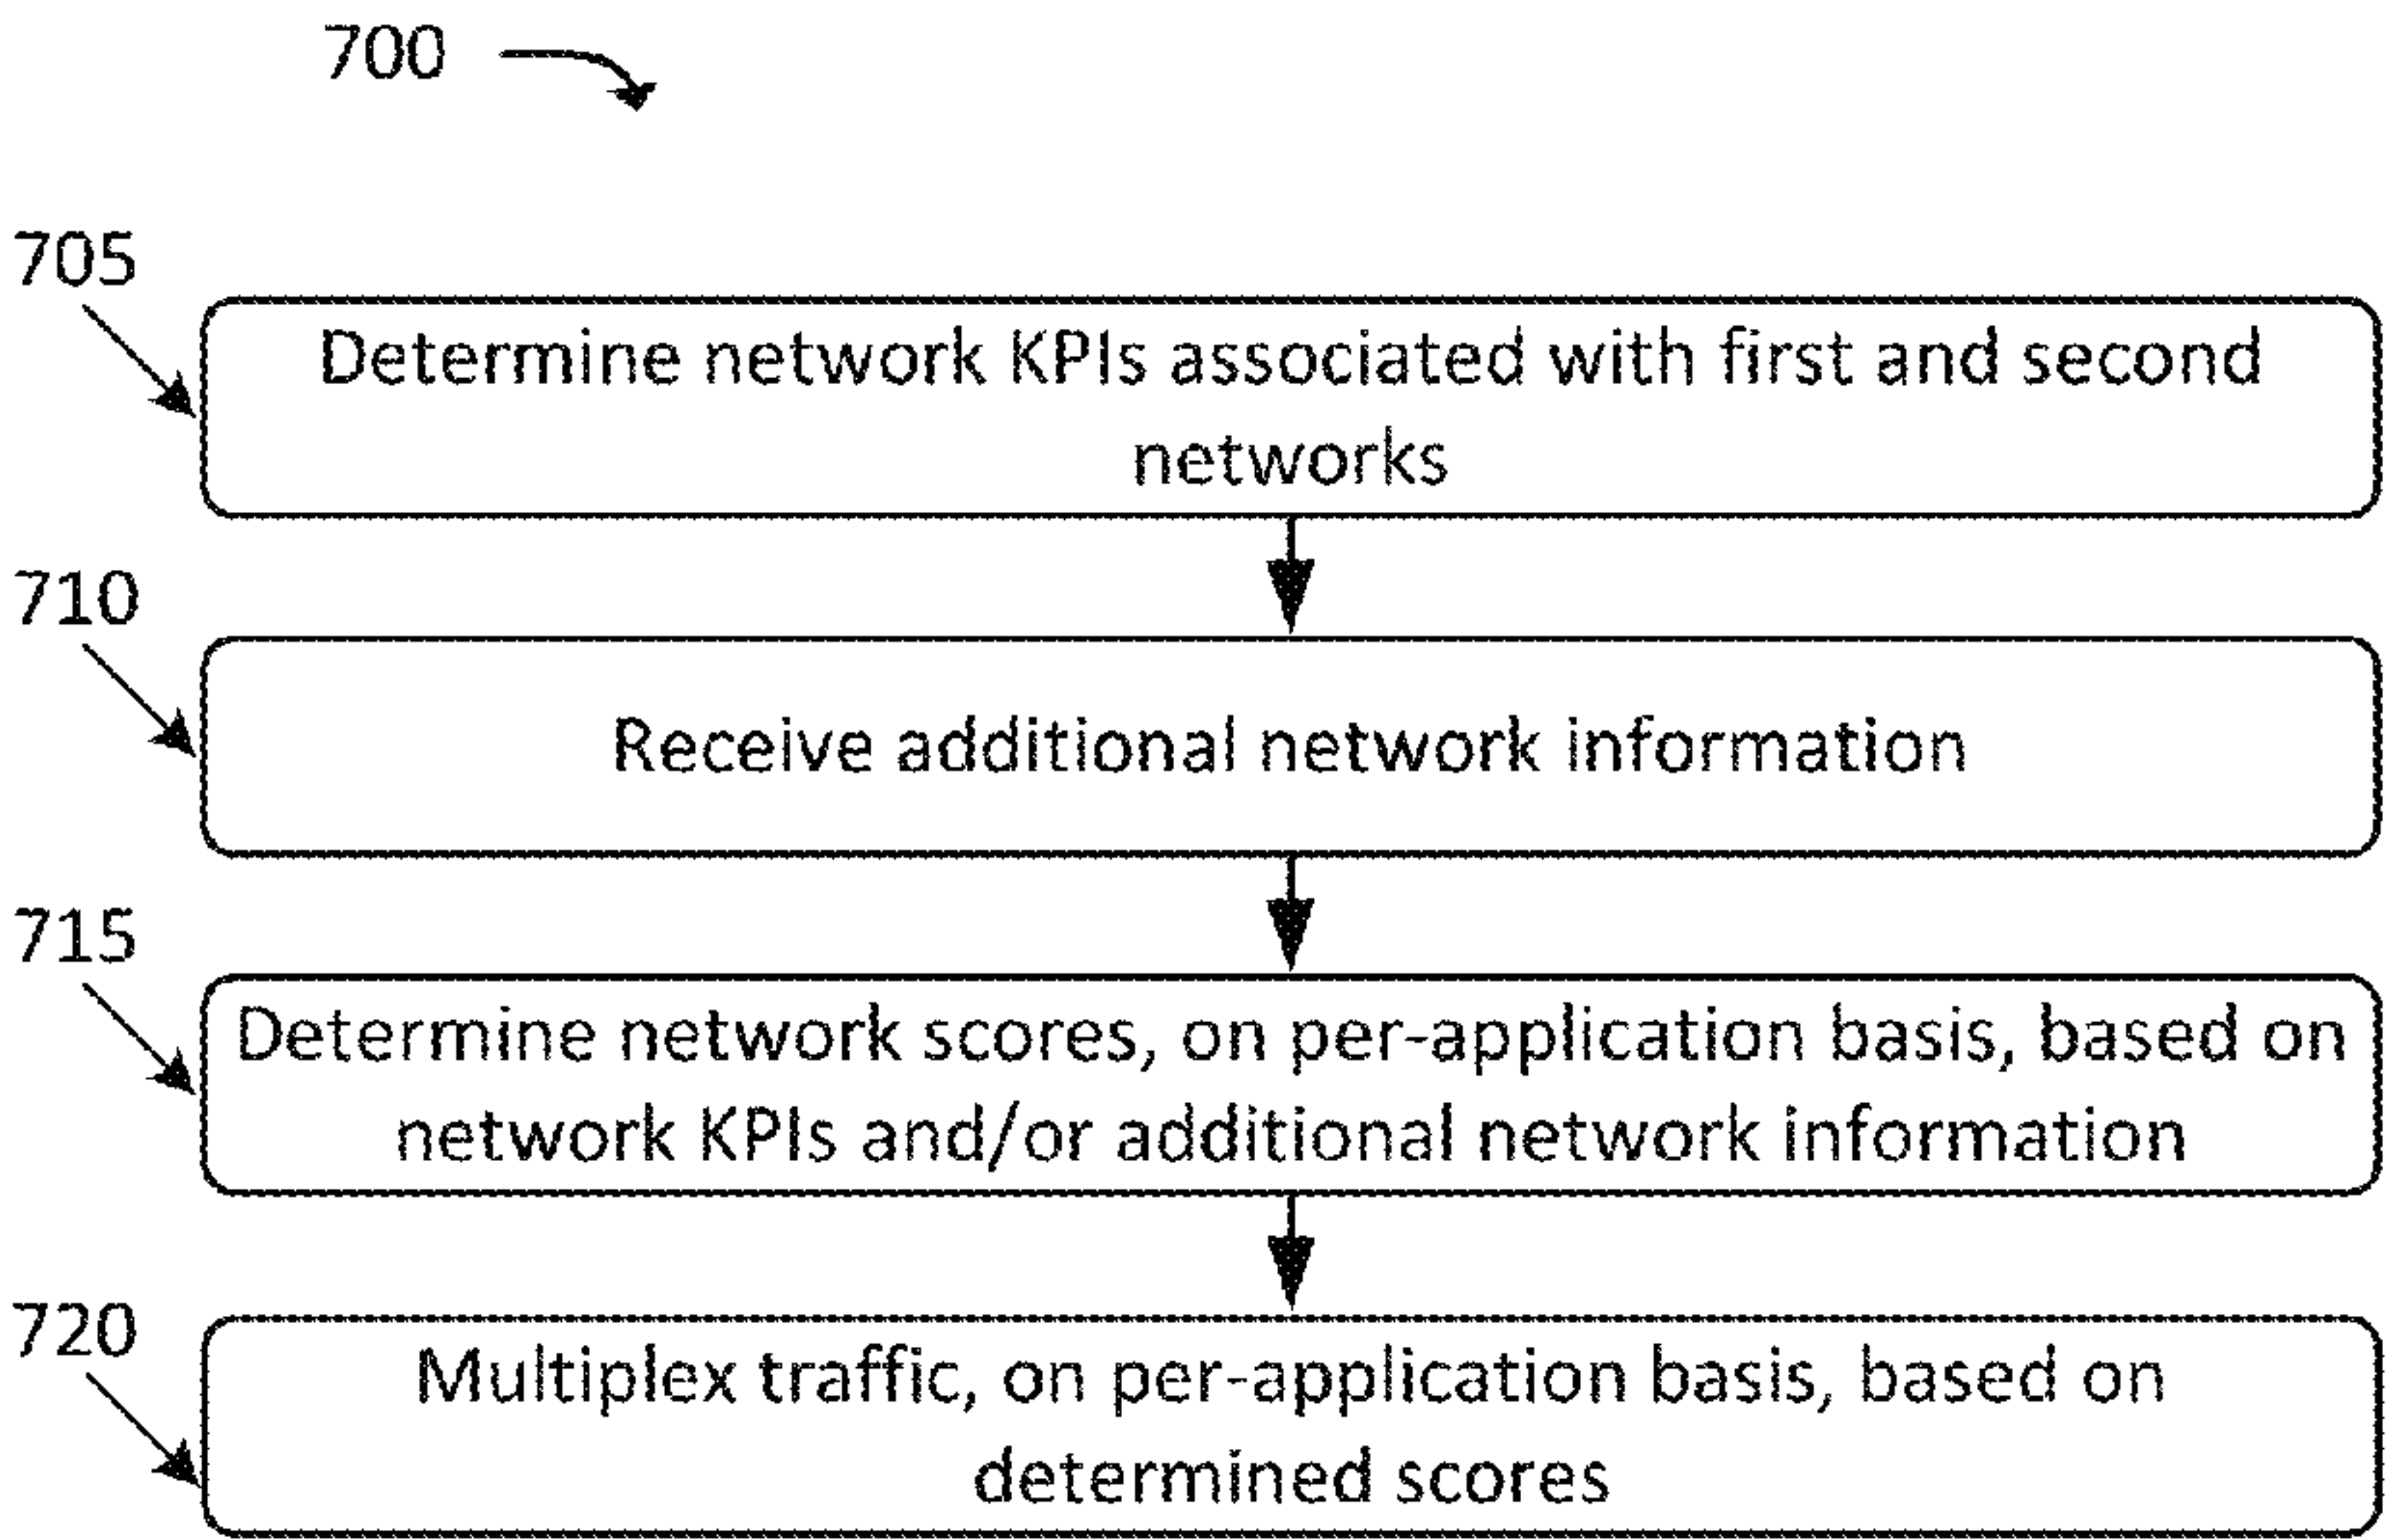 700
705
Determine network KPIs associated with first and second
networks
710
Receive additional network information
715
Determine network scores, on per-application basis, based on
network KPIs and/or additional network information
720
Multiplex traffic, on per-application basis, based on
determined scores